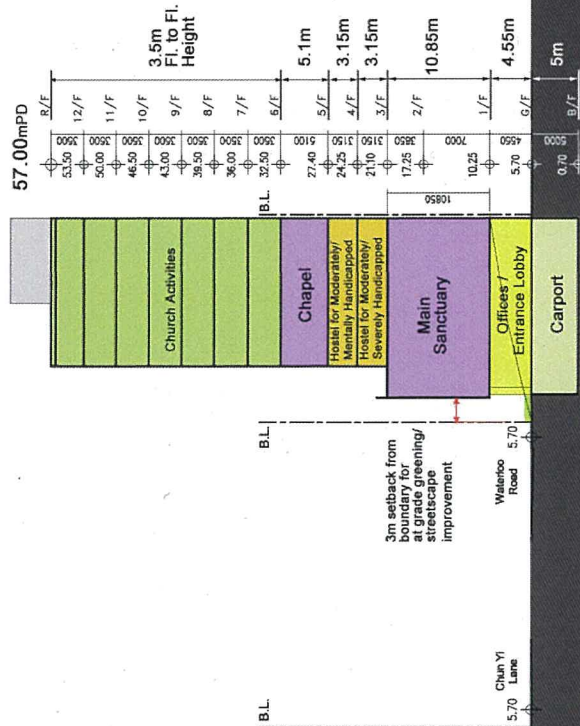 57.00mPD
R/F
3500
53.50
12/F
3500
50.00
11/F
3500
46.50
10/F
3500
43.00
9/F
3500
39.50
8/F
3500
36.00
7/F
3500
32.50
6/F
5100
27.40
5/F
3150
24.25
4/F
3150
21.10
3/F
3850
17.25
2/F
7000
10.25
1/F
4550
5.70
G/F
5000
0.70
B/F
3.5m
Fl. to Fl.
Height
5.1m
3.15m
3.15m
10.85m
4.55m
5m
10850
B.L.
B.L.
B.L.
Church Activities
Chapel
Hostel for Moderately/
Mentally Handicapped
Hostel for Moderately/
Severely Handicapped
Main
Sanctuary
Offices /
Entrance Lobby
Carport
3m setback from
boundary for
at grade greening/
streetscape
improvement
5.70
Waterloo
Road
5.70
Chun Yi
Lane